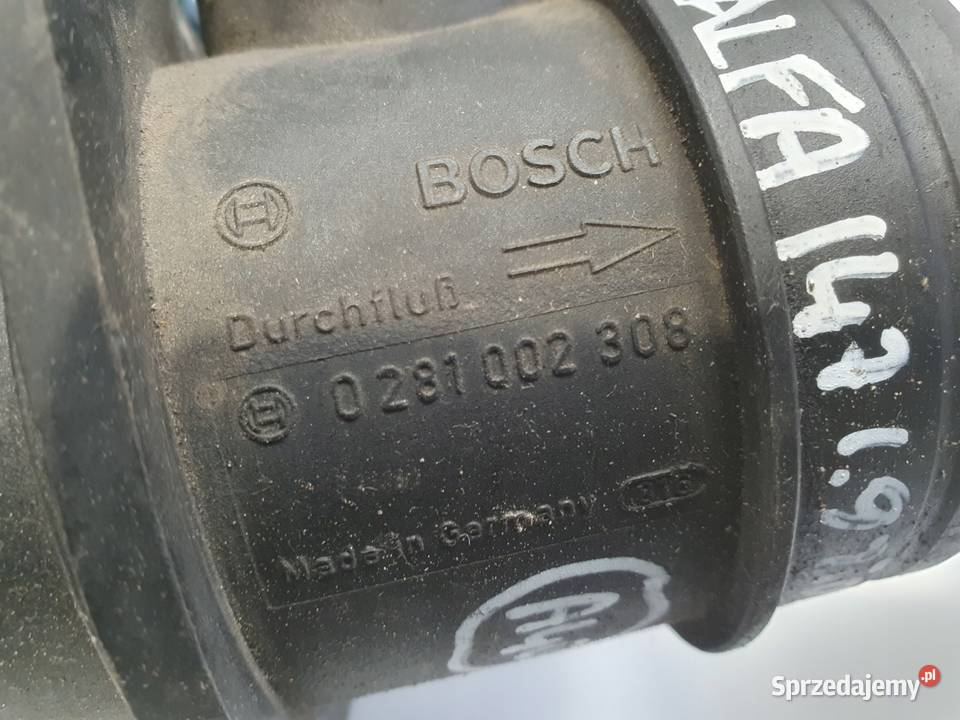 BOSCH
Durchfluß
0 281 002 308
Made in Germany
ALFA 147 1.9
Sprzedajemy.pl